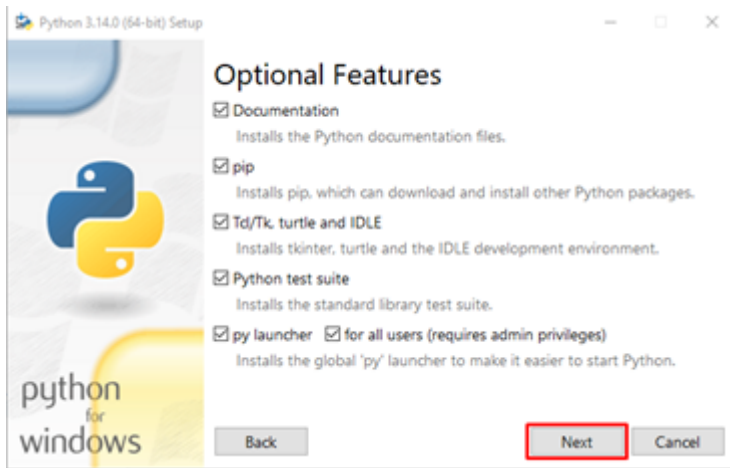 Python 3.14.0 (64-bit) Setup
Optional Features
Documentation
Installs the Python documentation files.
pip
Installs pip, which can download and install other Python packages.
Tcl/Tk, turtle and IDLE
Installs tkinter, turtle and the IDLE development environment.
Python test suite
Installs the standard library test suite.
py launcher for all users (requires admin privileges)
Installs the global 'py' launcher to make it easier to start Python.
python
for
windows
Back Next Cancel